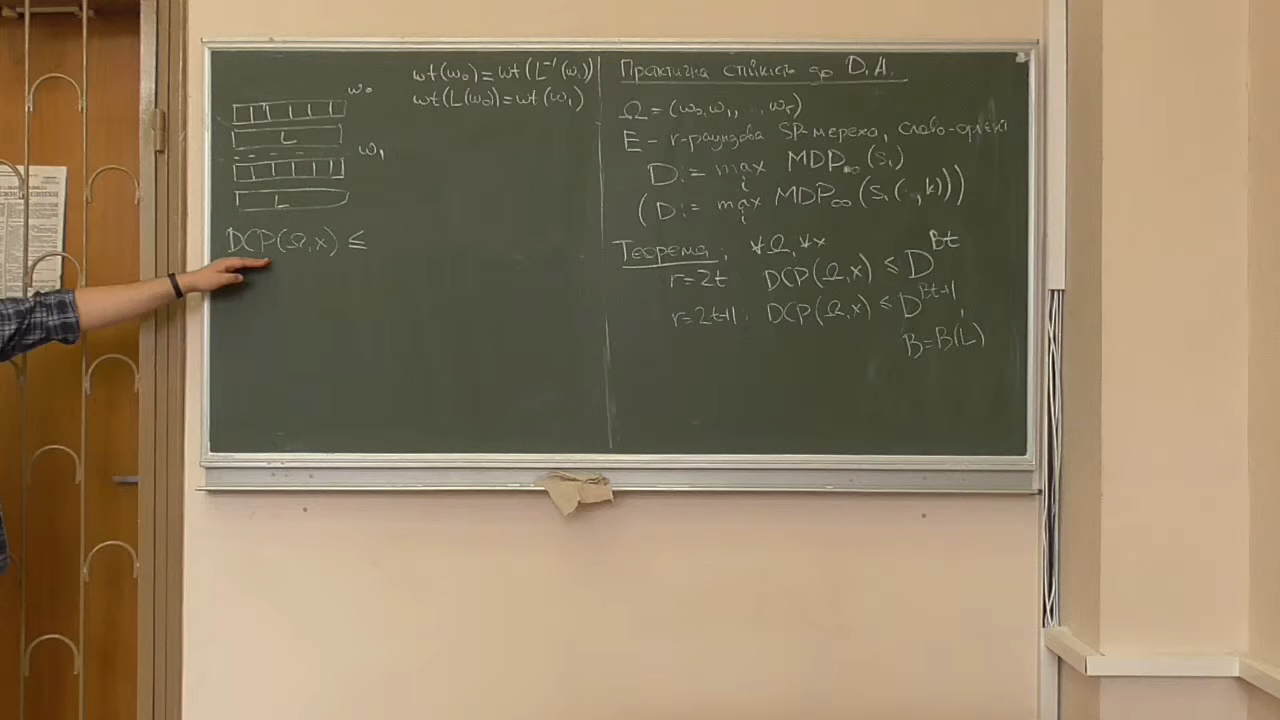 ω₀
L
ω₁
L
DCP(Ω,x) ≤
wt(ω₀)=wt(L⁻¹(ω₁))
wt(L(ω₀))=wt(ω₁)
Практична стійкість до D.A.
Ω=(ω₀,ω₁,...,ωᵣ)
E – r-раундова SP-мережа, слово-орієн
D:= max MDP∞(sᵢ)
i
(D:= max MDP∞(sᵢ(·,k)))
i
Теорема: ∀Ω,∀x
r=2t DCP(Ω,x) ≤ D^{Bt}
r=2t+1: DCP(Ω,x) ≤ D^{Bt+1},
B=B(L)